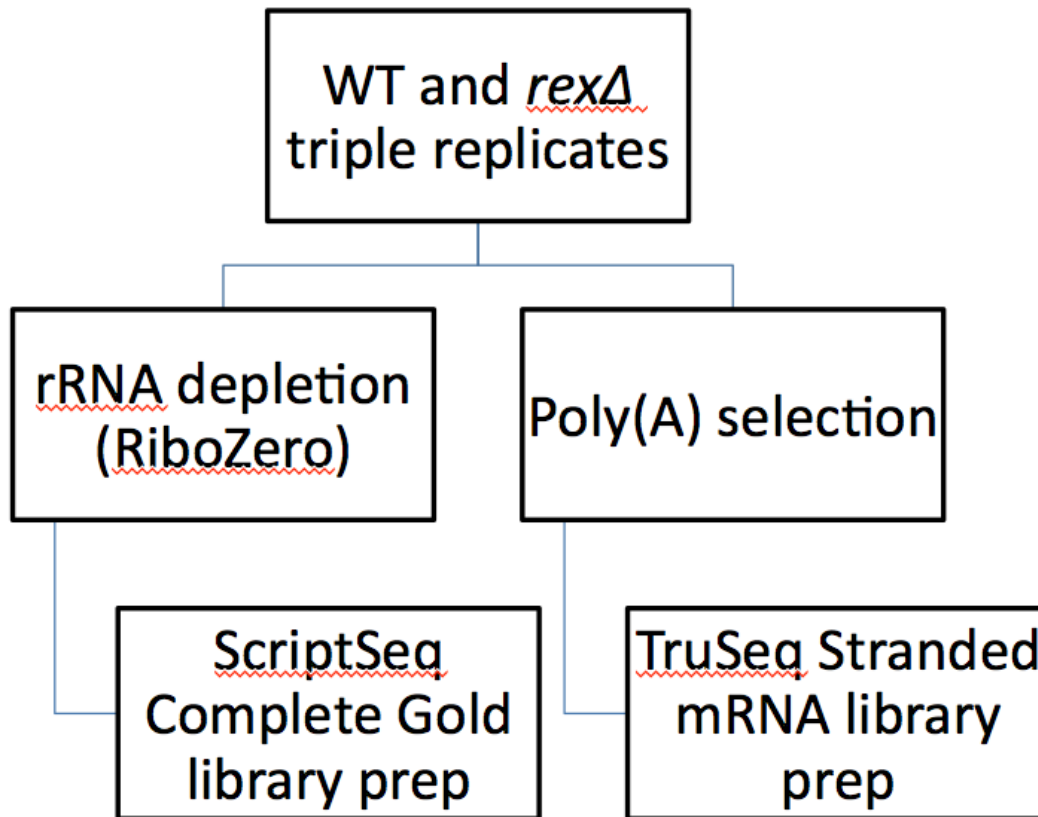 WT and rexΔ
triple replicates
rRNA depletion
(RiboZero)
Poly(A) selection
ScriptSeq
Complete Gold
library prep
TruSeq Stranded
mRNA library
prep